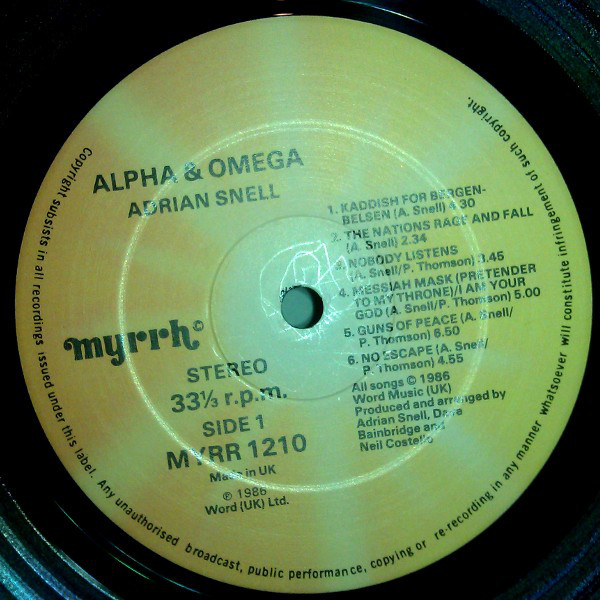 ALPHA & OMEGA
ADRIAN SNELL
1. KADDISH FOR BERGEN-
BELSEN (A. Snell) 4.30
2. THE NATIONS RAGE AND FALL
(A. Snell) 2.34
3. NOBODY LISTENS
(A. Snell/P. Thomson) 3.45
4. MESSIAH MASK (PRETENDER
TO MY THRONE)/I AM YOUR
GOD (A. Snell/P. Thomson) 5.00
5. GUNS OF PEACE (A. Snell/
P. Thomson) 6.50
6. NO ESCAPE (A. Snell/
P. Thomson) 4.55
All songs © 1986
Word Music (UK)
Produced and arranged by
Adrian Snell, Dave
Bainbridge and
Neil Costello
myrrh©
STEREO
33⅓ r.p.m.
SIDE 1
MYRR 1210
Made in UK
℗ 1986
Word (UK) Ltd.
Copyright subsists in all recordings issued under this label. Any unauthorised broadcast, public performance, copying or re-recording in any manner whatsoever will constitute infringement of such copyright.